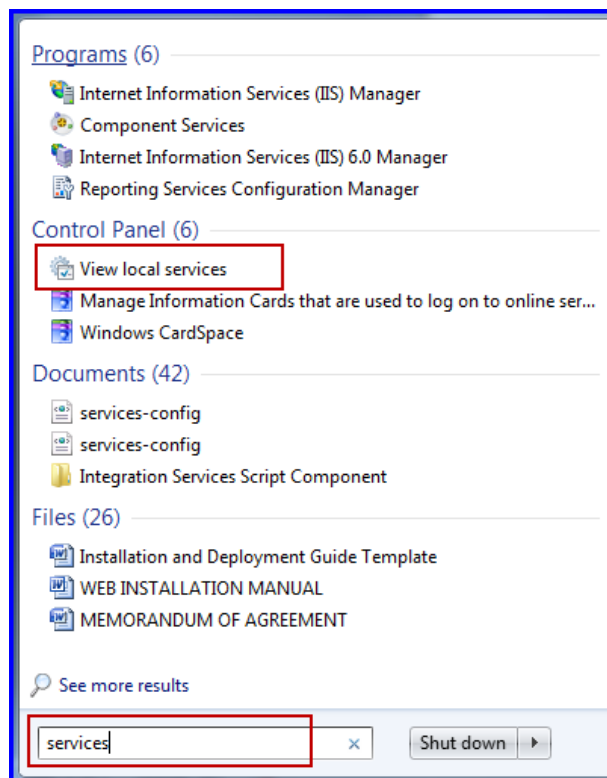 Programs (6)
Internet Information Services (IIS) Manager
Component Services
Internet Information Services (IIS) 6.0 Manager
Reporting Services Configuration Manager
Control Panel (6)
View local services
Manage Information Cards that are used to log on to online ser...
Windows CardSpace
Documents (42)
services-config
services-config
Integration Services Script Component
Files (26)
Installation and Deployment Guide Template
WEB INSTALLATION MANUAL
MEMORANDUM OF AGREEMENT
See more results
services Shut down